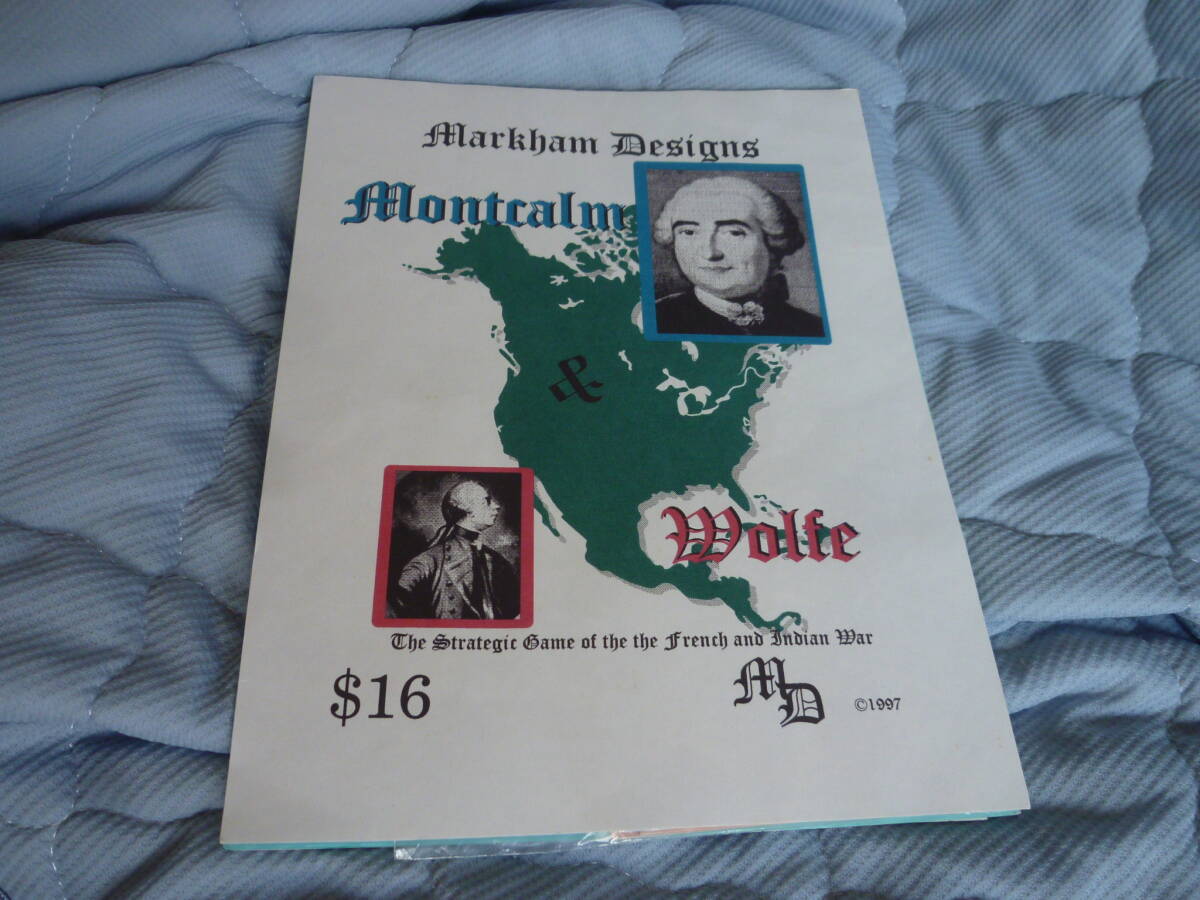 Markham Designs
Montcalm
&
Wolfe
The Strategic Game of the the French and Indian War
$16
MD
©1997